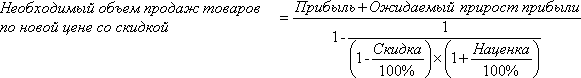 Необходимый объем продаж товаров по новой цене со скидкой = Прибыль+Ожидаемый прирост прибыли
1-
1
(1-Скидка/100%)×(1+Наценка/100%)